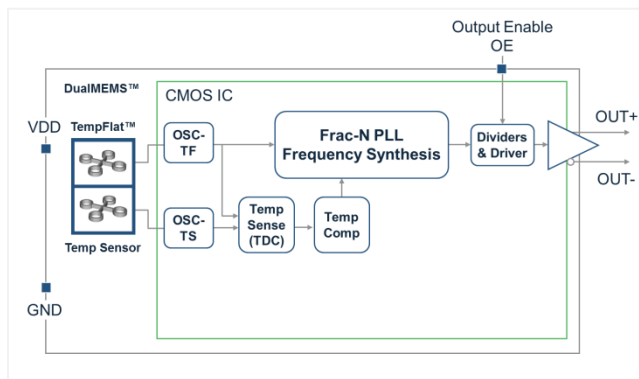 Output Enable
OE
DualMEMS™
CMOS IC
VDD
TempFlat™
OUT+
OSC-
TF
Frac-N PLL
Frequency Synthesis
Dividers
& Driver
OUT-
OSC-
TS
Temp
Sense
(TDC)
Temp
Comp
Temp Sensor
GND